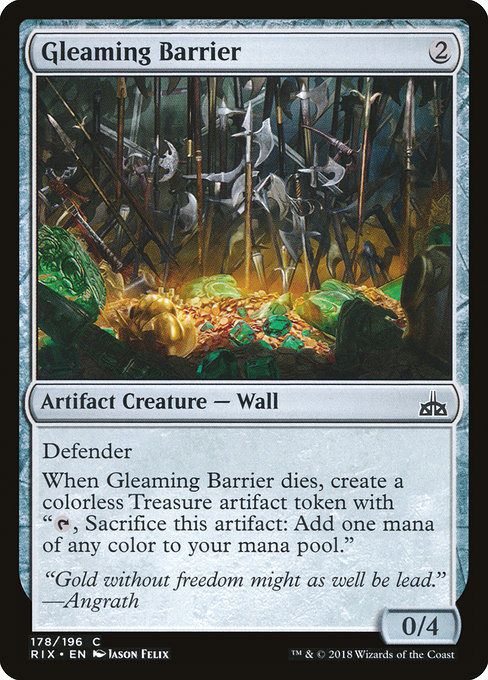 Gleaming Barrier 2
Artifact Creature — Wall
Defender
When Gleaming Barrier dies, create a
colorless Treasure artifact token with
“, Sacrifice this artifact: Add one mana
of any color to your mana pool.”
“Gold without freedom might as well be lead.”
—Angrath
0/4
178/196 C
RIX • EN Jason Felix
™ & © 2018 Wizards of the Coast